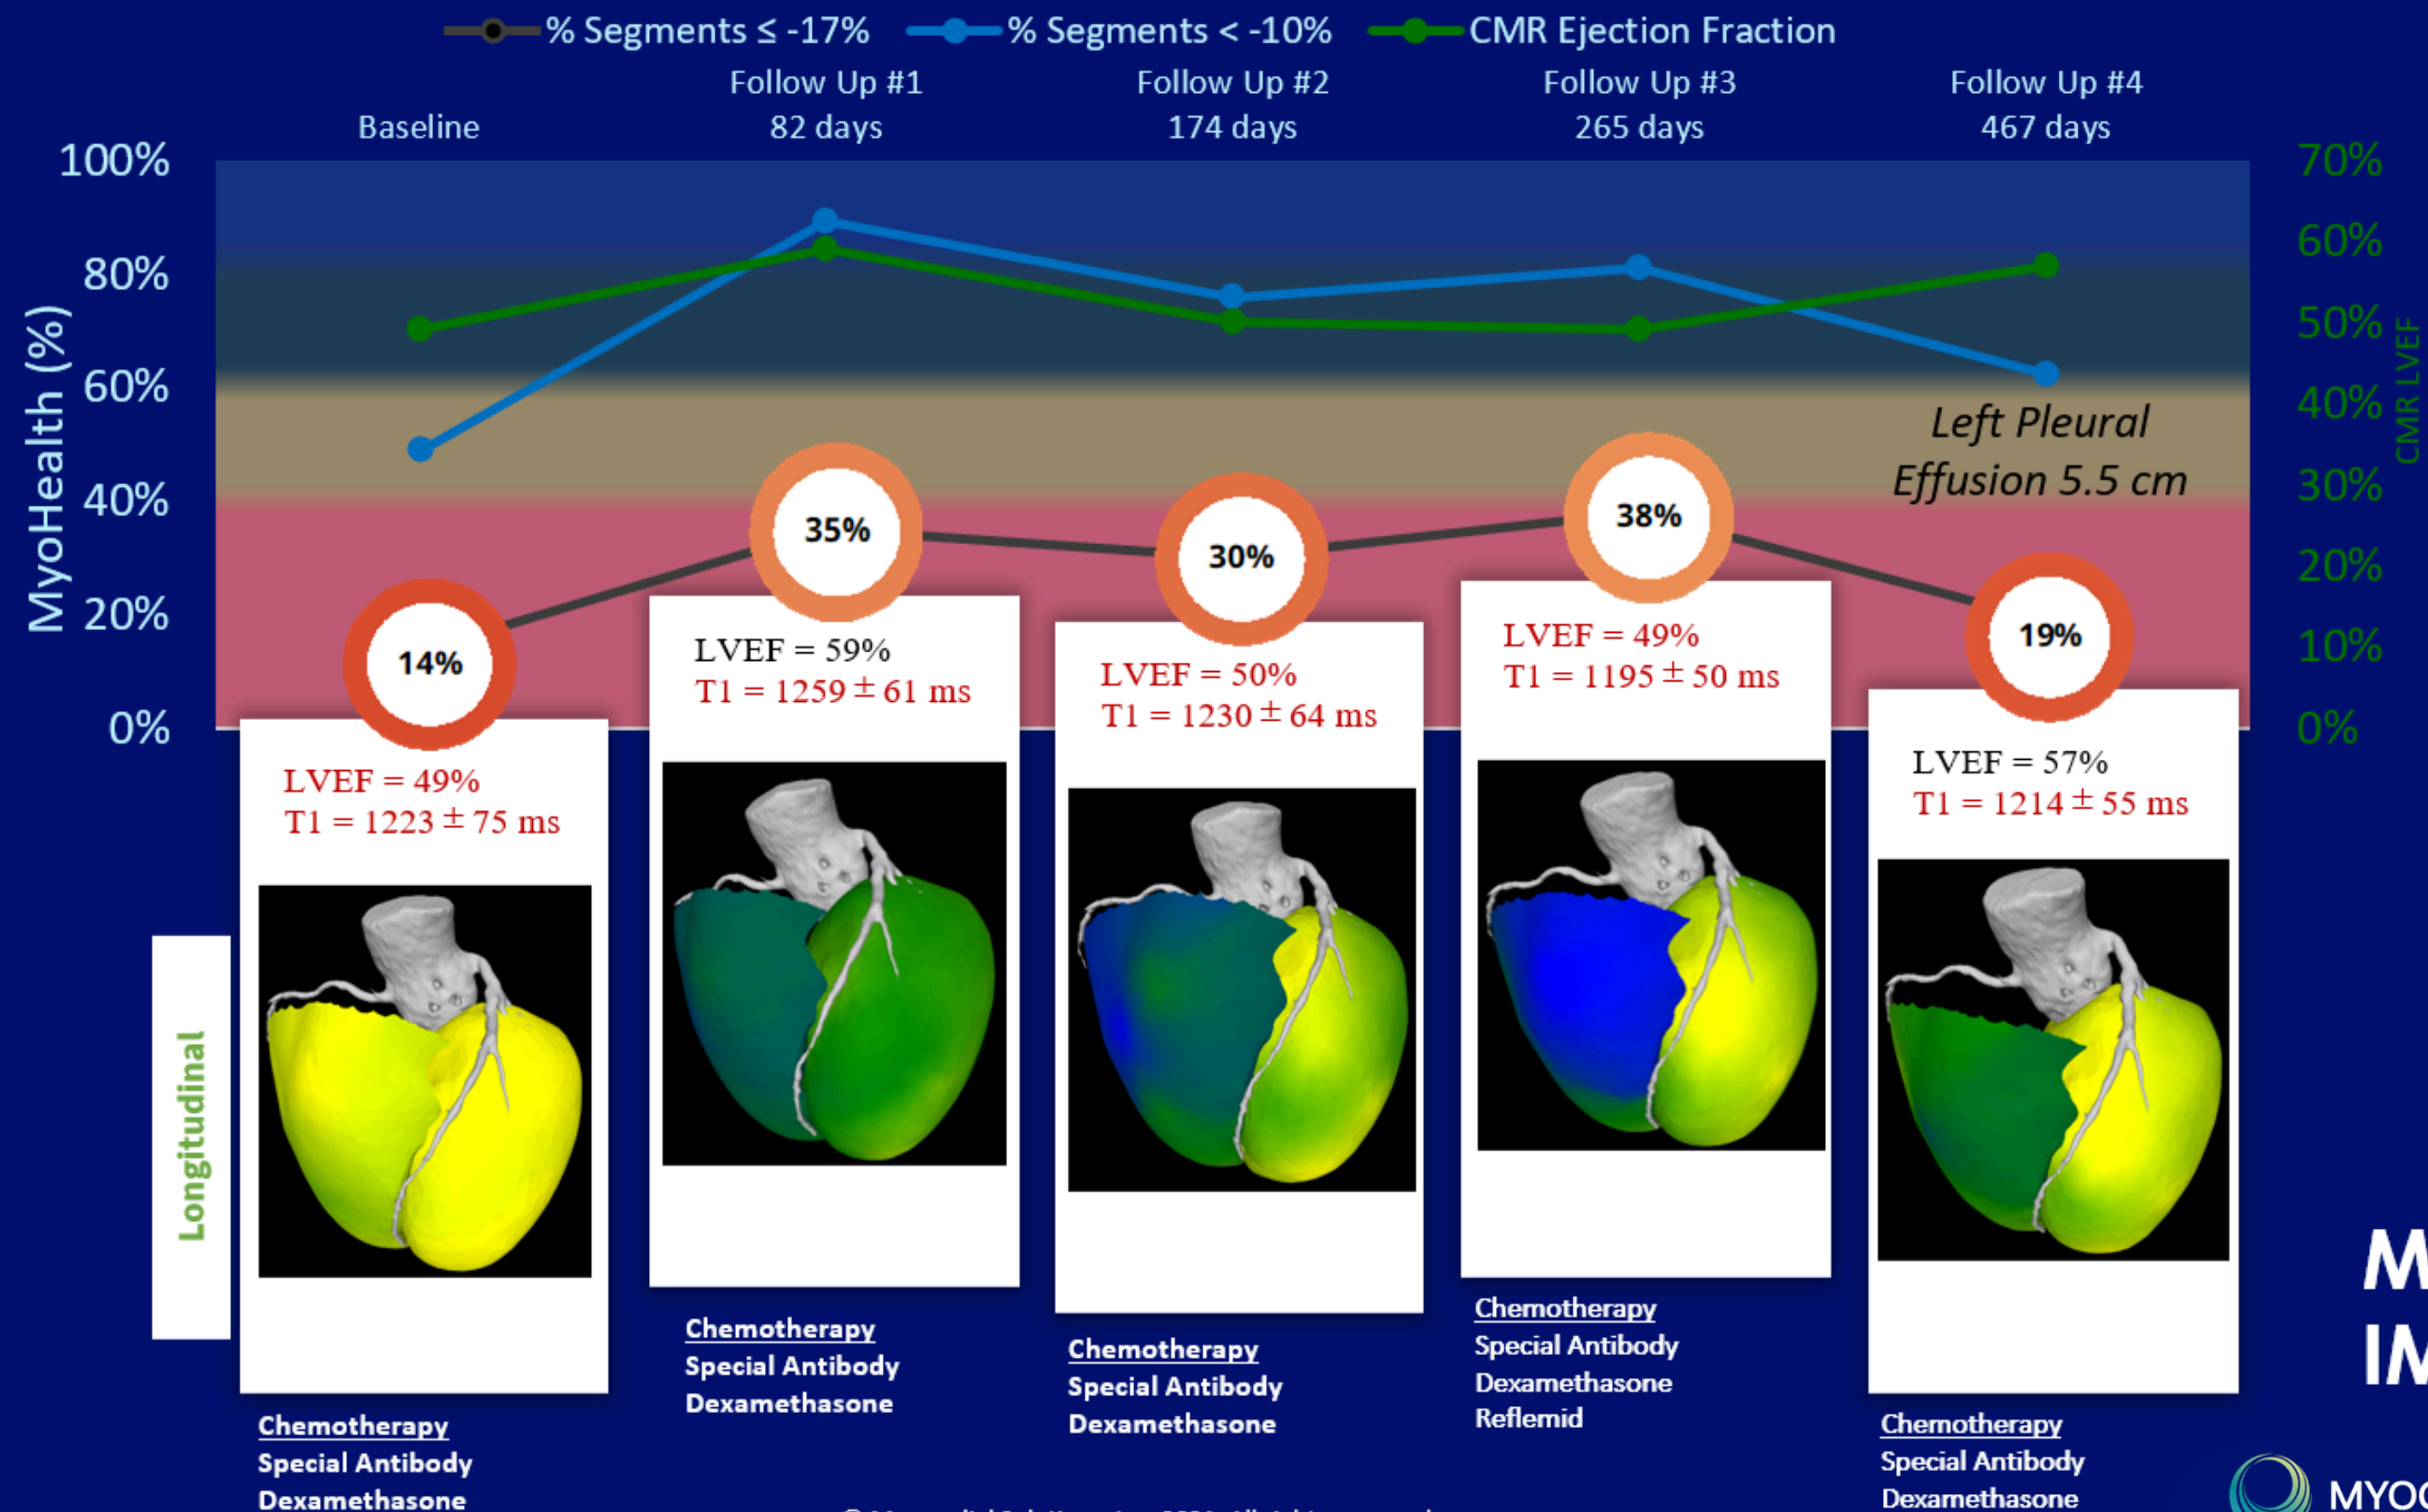 % Segments ≤ -17%
% Segments < -10%
CMR Ejection Fraction
Baseline
Follow Up #1
82 days
Follow Up #2
174 days
Follow Up #3
265 days
Follow Up #4
467 days
MyoHealth (%)
100%
80%
60%
40%
20%
0%
70%
60%
50%
40%
30%
20%
10%
0%
CMR LVEF
Left Pleural
Effusion 5.5 cm
14%
35%
30%
38%
19%
LVEF = 49%
T1 = 1223 ± 75 ms
LVEF = 59%
T1 = 1259 ± 61 ms
LVEF = 50%
T1 = 1230 ± 64 ms
LVEF = 49%
T1 = 1195 ± 50 ms
LVEF = 57%
T1 = 1214 ± 55 ms
Longitudinal
Chemotherapy
Special Antibody
Dexamethasone
Chemotherapy
Special Antibody
Dexamethasone
Chemotherapy
Special Antibody
Dexamethasone
Chemotherapy
Special Antibody
Dexamethasone
Reflemid
Chemotherapy
Special Antibody
Dexamethasone